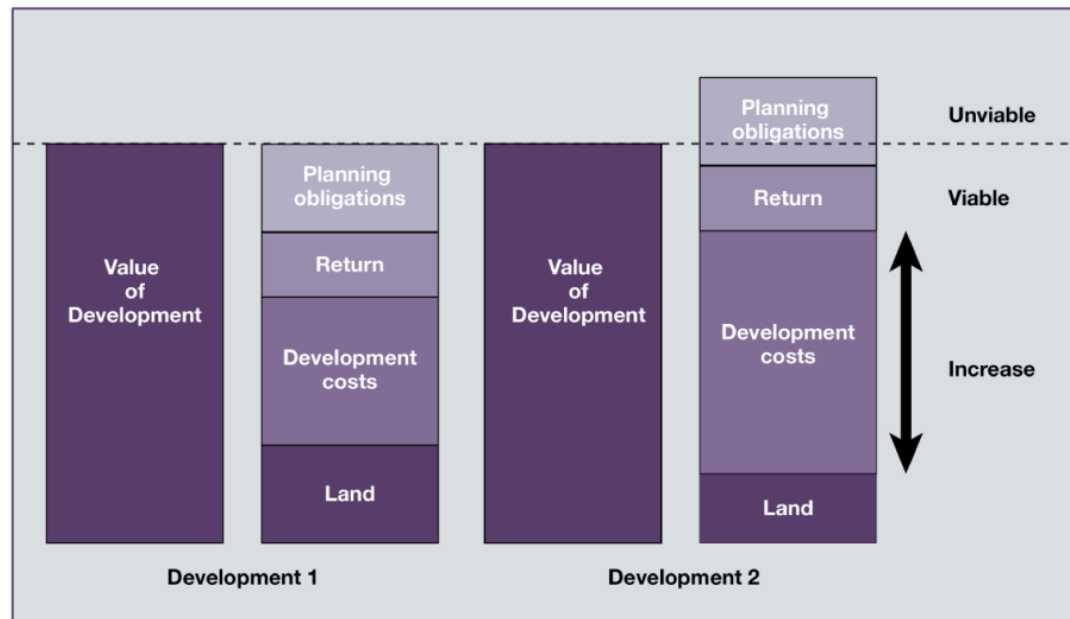 Value
of
Development
Planning
obligations
Return
Development
costs
Land
Development 1
Value
of
Development
Planning
obligations
Return
Development
costs
Land
Development 2
Unviable
Viable
Increase